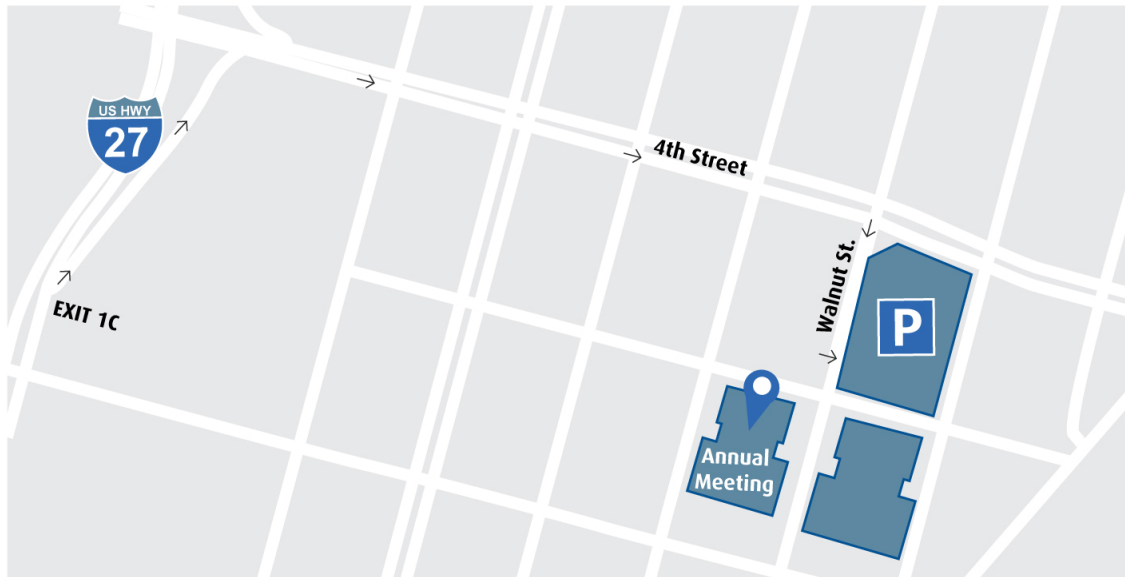 US HWY
27
EXIT 1C
4th Street
Walnut St.
P
Annual
Meeting